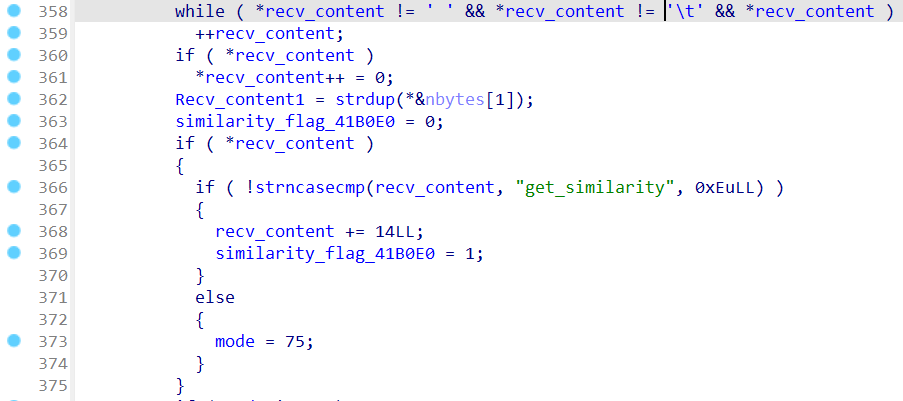 358 while ( *recv_content != ' ' && *recv_content != '\t' && *recv_content )
359 ++recv_content;
360 if ( *recv_content )
361 *recv_content++ = 0;
362 Recv_content1 = strdup(*&nbytes[1]);
363 similarity_flag_41B0E0 = 0;
364 if ( *recv_content )
365 {
366 if ( !strncasecmp(recv_content, "get_similarity", 0xEuLL) )
367 {
368 recv_content += 14LL;
369 similarity_flag_41B0E0 = 1;
370 }
371 else
372 {
373 mode = 75;
374 }
375 }